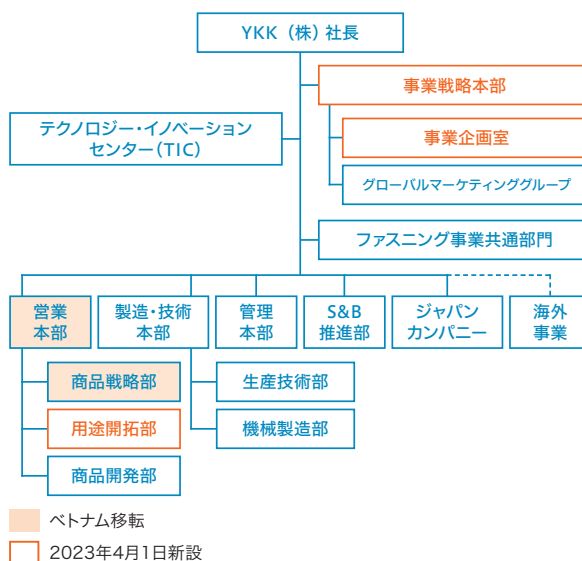 YKK（株）社長
事業戦略本部
テクノロジー・イノベーション
センター（TIC）
事業企画室
グローバルマーケティンググループ
ファスニング事業共通部門
営業
本部
製造・技術
本部
管理
本部
S&B
推進部
ジャパン
カンパニー
海外
事業
商品戦略部
生産技術部
用途開拓部
機械製造部
商品開発部
ベトナム移転
2023年4月1日新設